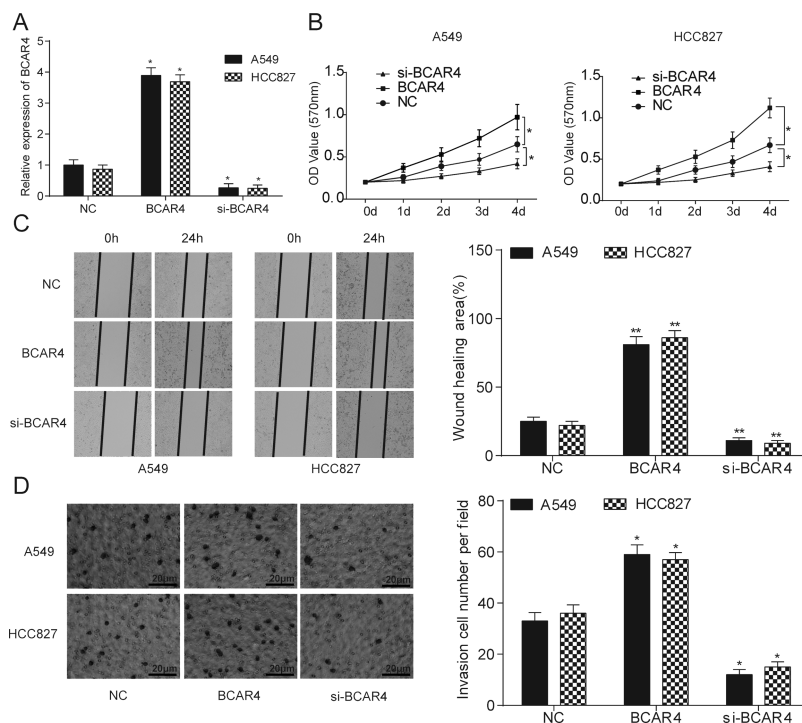 A
Relative expression of BCAR4
5
4
3
2
1
0
NC
BCAR4
si-BCAR4
A549
HCC827
*
*
*
*
B
A549
OD Value (570nm)
1.5
1.0
0.5
0.0
0d
1d
2d
3d
4d
si-BCAR4
BCAR4
NC
*
*
HCC827
OD Value (570nm)
1.5
1.0
0.5
0.0
0d
1d
2d
3d
4d
si-BCAR4
BCAR4
NC
*
*
C
0h
24h
0h
24h
NC
BCAR4
si-BCAR4
A549
HCC827
Wound healing area(%)
150
100
50
0
A549
HCC827
**
**
**
**
NC
BCAR4
si-BCAR4
D
A549
HCC827
20μm
20μm
20μm
20μm
20μm
20μm
NC
BCAR4
si-BCAR4
Invasion cell number per field
80
60
40
20
0
A549
HCC827
*
*
*
*
NC
BCAR4
si-BCAR4